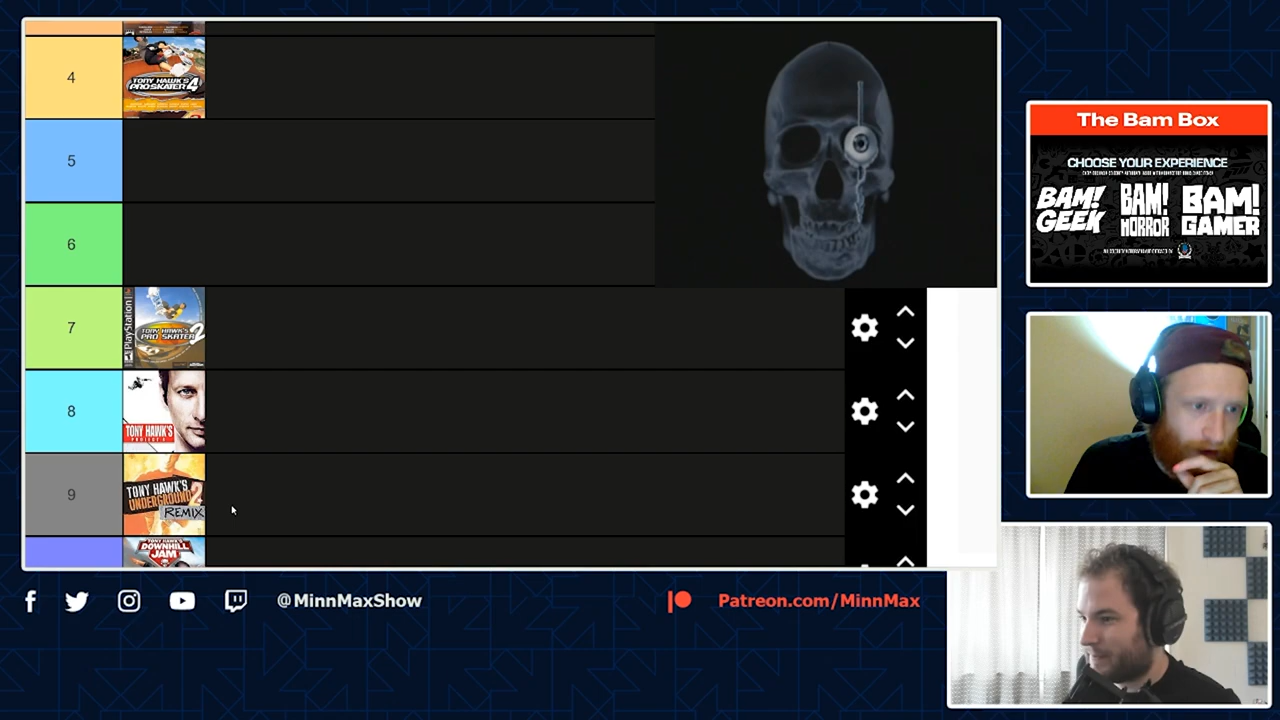 4
TONY HAWK'S
PRO SKATER 4
5
6
7
PlayStation
TONY HAWK'S
PRO SKATER 2
8
TONY HAWK'S
PROJECT 8
9
TONY HAWK'S
UNDERGROUND 2
REMIX
TONY HAWK'S
DOWNHILL
JAM
The Bam Box
CHOOSE YOUR EXPERIENCE
BAM!
GEEK
BAM!
HORROR
BAM!
GAMER
@MinnMaxShow
Patreon.com/MinnMax